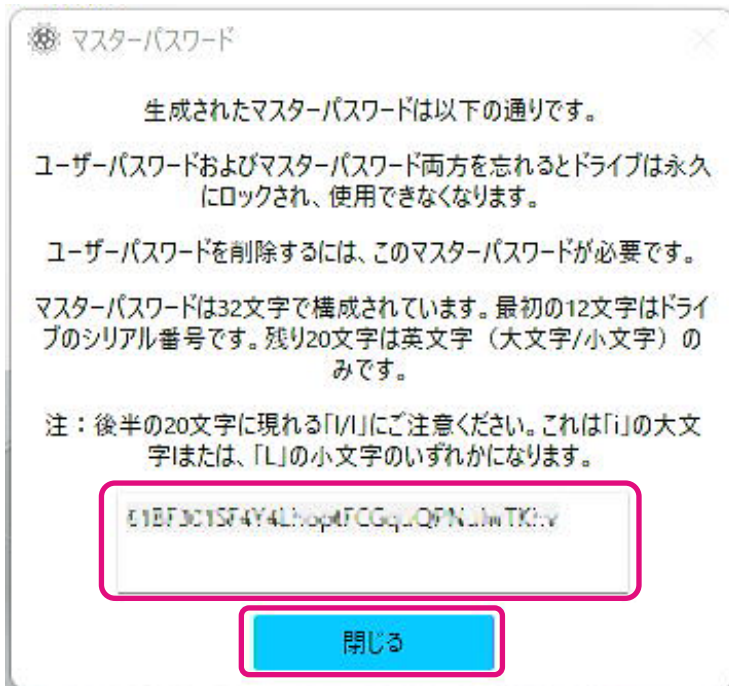 マスターパスワード
生成されたマスターパスワードは以下の通りです。
ユーザーパスワードおよびマスターパスワード両方を忘れるとドライブは永久
にロックされ、使用できなくなります。
ユーザーパスワードを削除するには、このマスターパスワードが必要です。
マスターパスワードは32文字で構成されています。最初の12文字はドライ
ブのシリアル番号です。残り20文字は英文字（大文字/小文字）の
みです。
注：後半の20文字に現れる「I/l」にご注意ください。これは「i」の大文
字Iまたは、「L」の小文字のいずれかになります。
閉じる